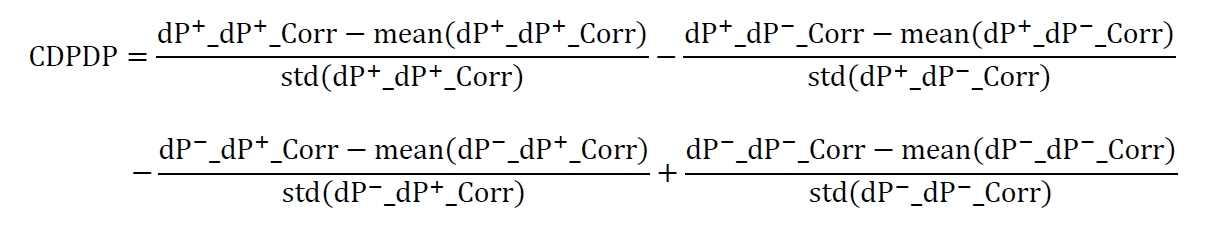 CDPDP = dP⁺_dP⁺_Corr − mean(dP⁺_dP⁺_Corr) / std(dP⁺_dP⁺_Corr) − dP⁺_dP⁻_Corr − mean(dP⁺_dP⁻_Corr) / std(dP⁺_dP⁻_Corr)
− dP⁻_dP⁺_Corr − mean(dP⁻_dP⁺_Corr) / std(dP⁻_dP⁺_Corr) + dP⁻_dP⁻_Corr − mean(dP⁻_dP⁻_Corr) / std(dP⁻_dP⁻_Corr)